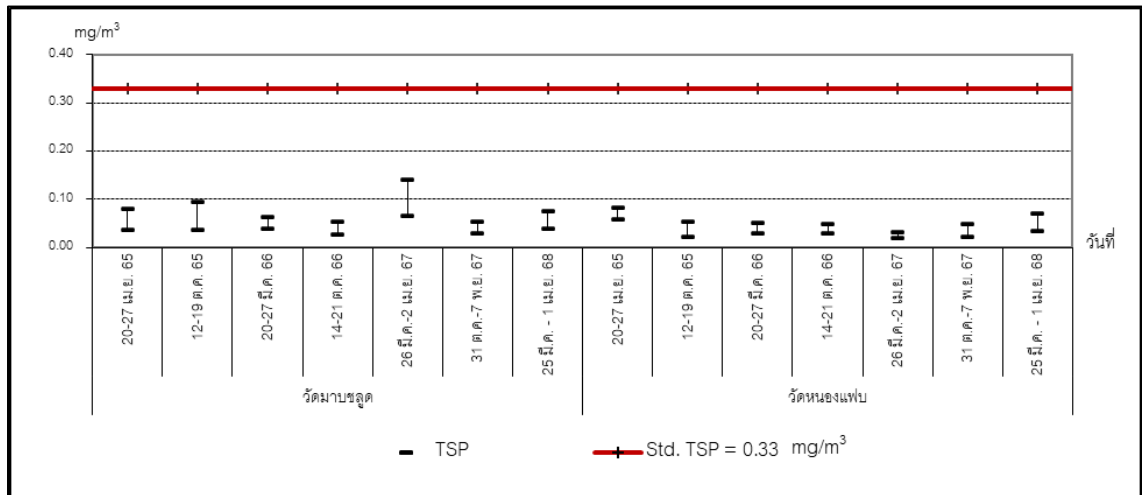 mg/m³
0.40
0.30
0.20
0.10
0.00
วันที่
20-27 เม.ย. 65
12-19 ต.ค. 65
20-27 มี.ค. 66
14-21 ต.ค. 66
26 มี.ค.-2 เม.ย. 67
31 ต.ค.-7 พ.ย. 67
25 มี.ค. - 1 เม.ย. 68
20-27 เม.ย. 65
12-19 ต.ค. 65
20-27 มี.ค. 66
14-21 ต.ค. 66
26 มี.ค.-2 เม.ย. 67
31 ต.ค.-7 พ.ย. 67
25 มี.ค. - 1 เม.ย. 68
วัดมาบชลูด วัดหนองแฟบ
TSP Std. TSP = 0.33 mg/m³